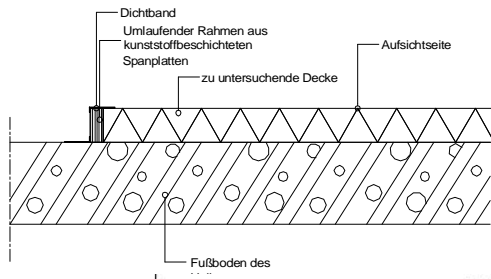 Dichtband
Umlaufender Rahmen aus
kunststoffbeschichteten
Spanplatten
Aufsichtseite
zu untersuchende Decke
Fußboden des